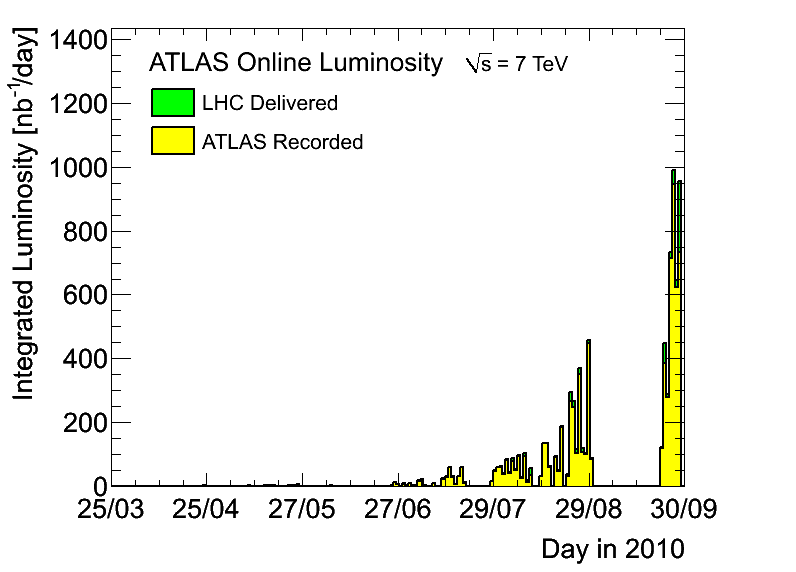 Integrated Luminosity [nb⁻¹/day]
1400
1200
1000
800
600
400
200
0
ATLAS Online Luminosity √s = 7 TeV
LHC Delivered
ATLAS Recorded
25/03 25/04 27/05 27/06 29/07 29/08 30/09
Day in 2010